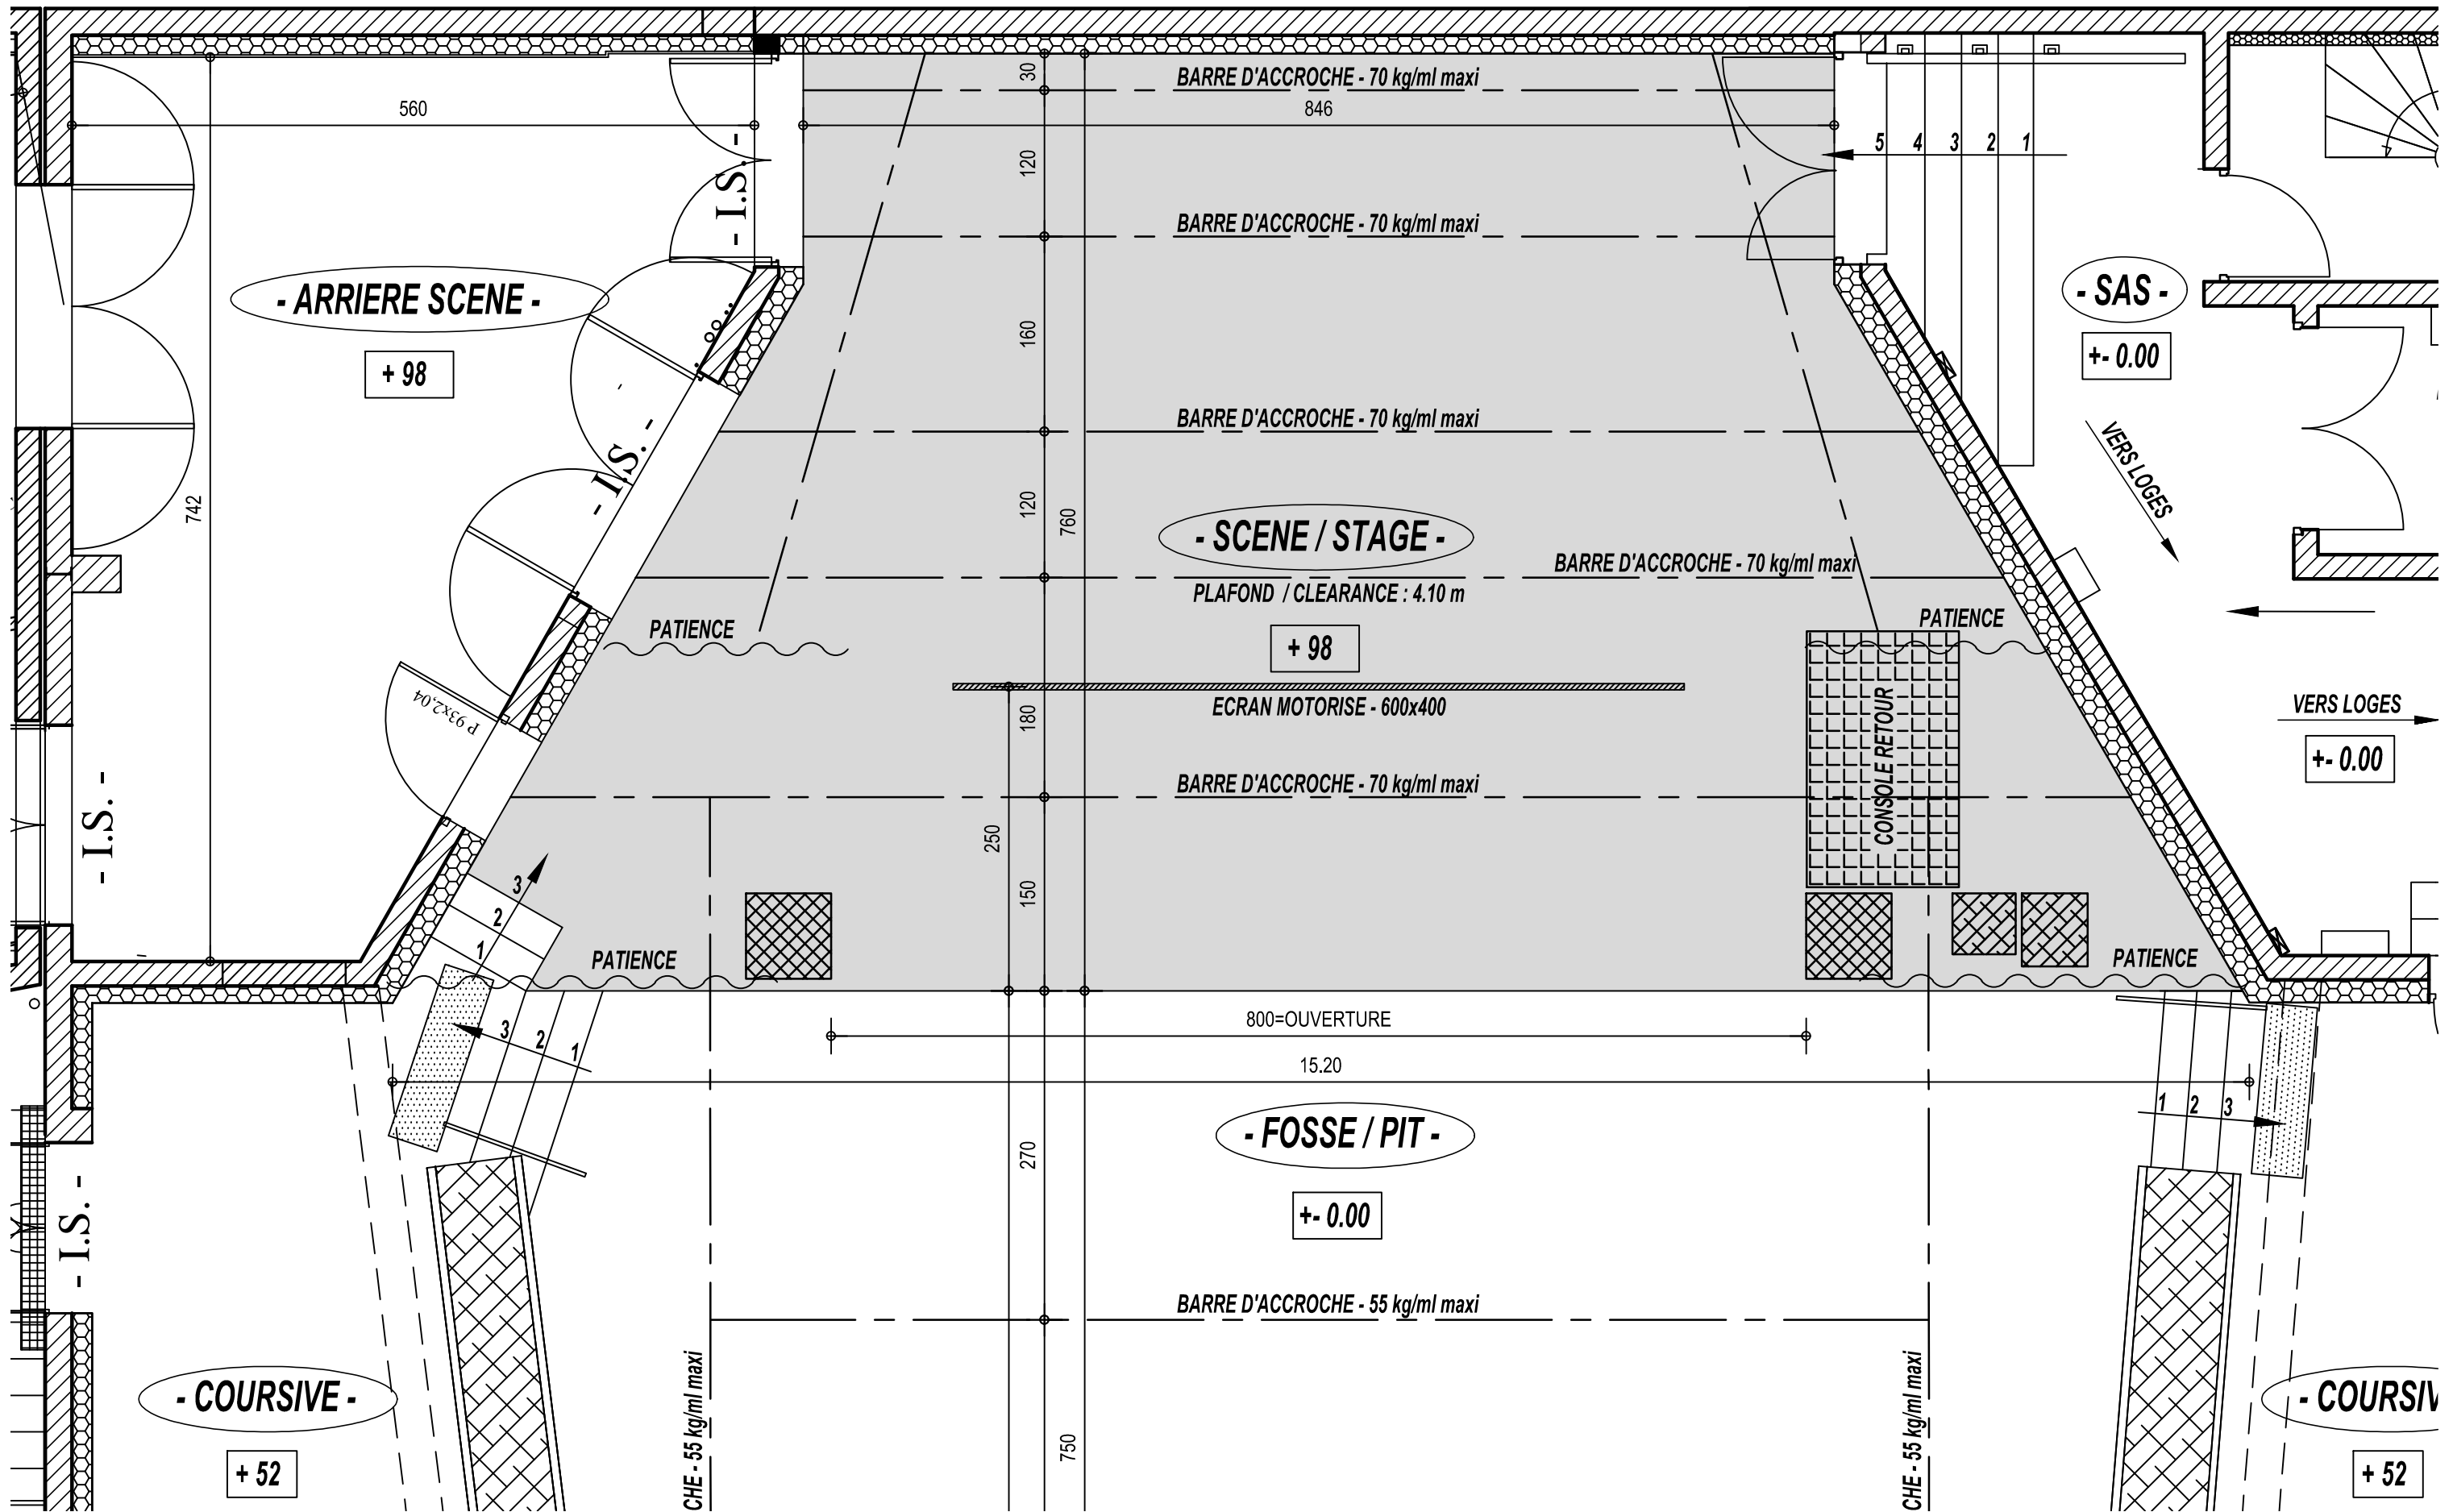 BARRE D'ACCROCHE - 70 kg/ml maxi
30
560
846
5 4 3 2 1
120
- I.S. -
BARRE D'ACCROCHE - 70 kg/ml maxi
- ARRIERE SCENE -
+ 98
- SAS -
+- 0.00
160
BARRE D'ACCROCHE - 70 kg/ml maxi
- I.S. -
VERS LOGES
742
120
760
- SCENE / STAGE -
BARRE D'ACCROCHE - 70 kg/ml maxi
PLAFOND / CLEARANCE : 4.10 m
+ 98
PATIENCE
PATIENCE
P 93x2,04
ECRAN MOTORISE - 600x400
180
CONSOLE RETOUR
VERS LOGES
+- 0.00
BARRE D'ACCROCHE - 70 kg/ml maxi
- I.S. -
250
150
3
2
1
PATIENCE
PATIENCE
800=OUVERTURE
3 2 1
15.20
1 2 3
- FOSSE / PIT -
270
+- 0.00
- I.S. -
BARRE D'ACCROCHE - 55 kg/ml maxi
- COURSIVE -
+ 52
CHE - 55 kg/ml maxi
750
CHE - 55 kg/ml maxi
- COURSIV
+ 52